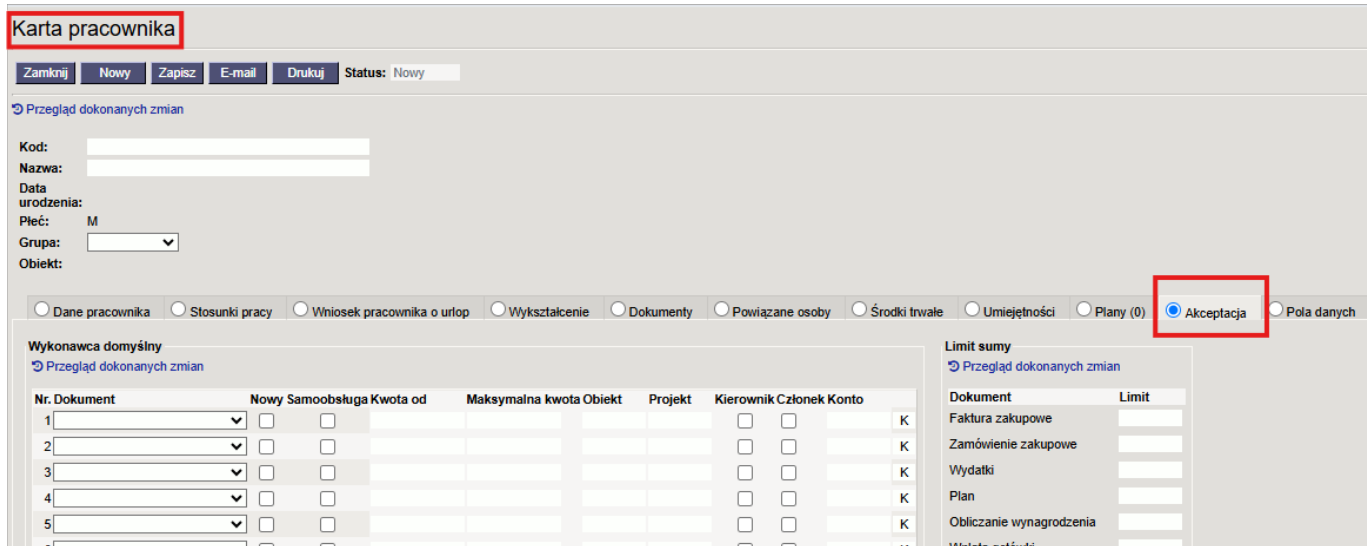 Karta pracownika
Zamknij Nowy Zapisz E-mail Drukuj Status: Nowy
Przegląd dokonanych zmian
Kod:
Nazwa:
Data
urodzenia:
Płeć: M
Grupa:
Obiekt:
Dane pracownika Stosunki pracy Wniosek pracownika o urlop Wykształcenie Dokumenty Powiązane osoby Środki trwałe Umiejętności Plany (0) Akceptacja Pola danych
Wykonawca domyślny
Przegląd dokonanych zmian
Nr. Dokument Nowy Samoobsługa Kwota od Maksymalna kwota Obiekt Projekt Kierownik Członek Konto
1 K
2 K
3 K
4 K
5 K
Limit sumy
Przegląd dokonanych zmian
Dokument Limit
Faktura zakupowe
Zamówienie zakupowe
Wydatki
Plan
Obliczanie wynagrodzenia